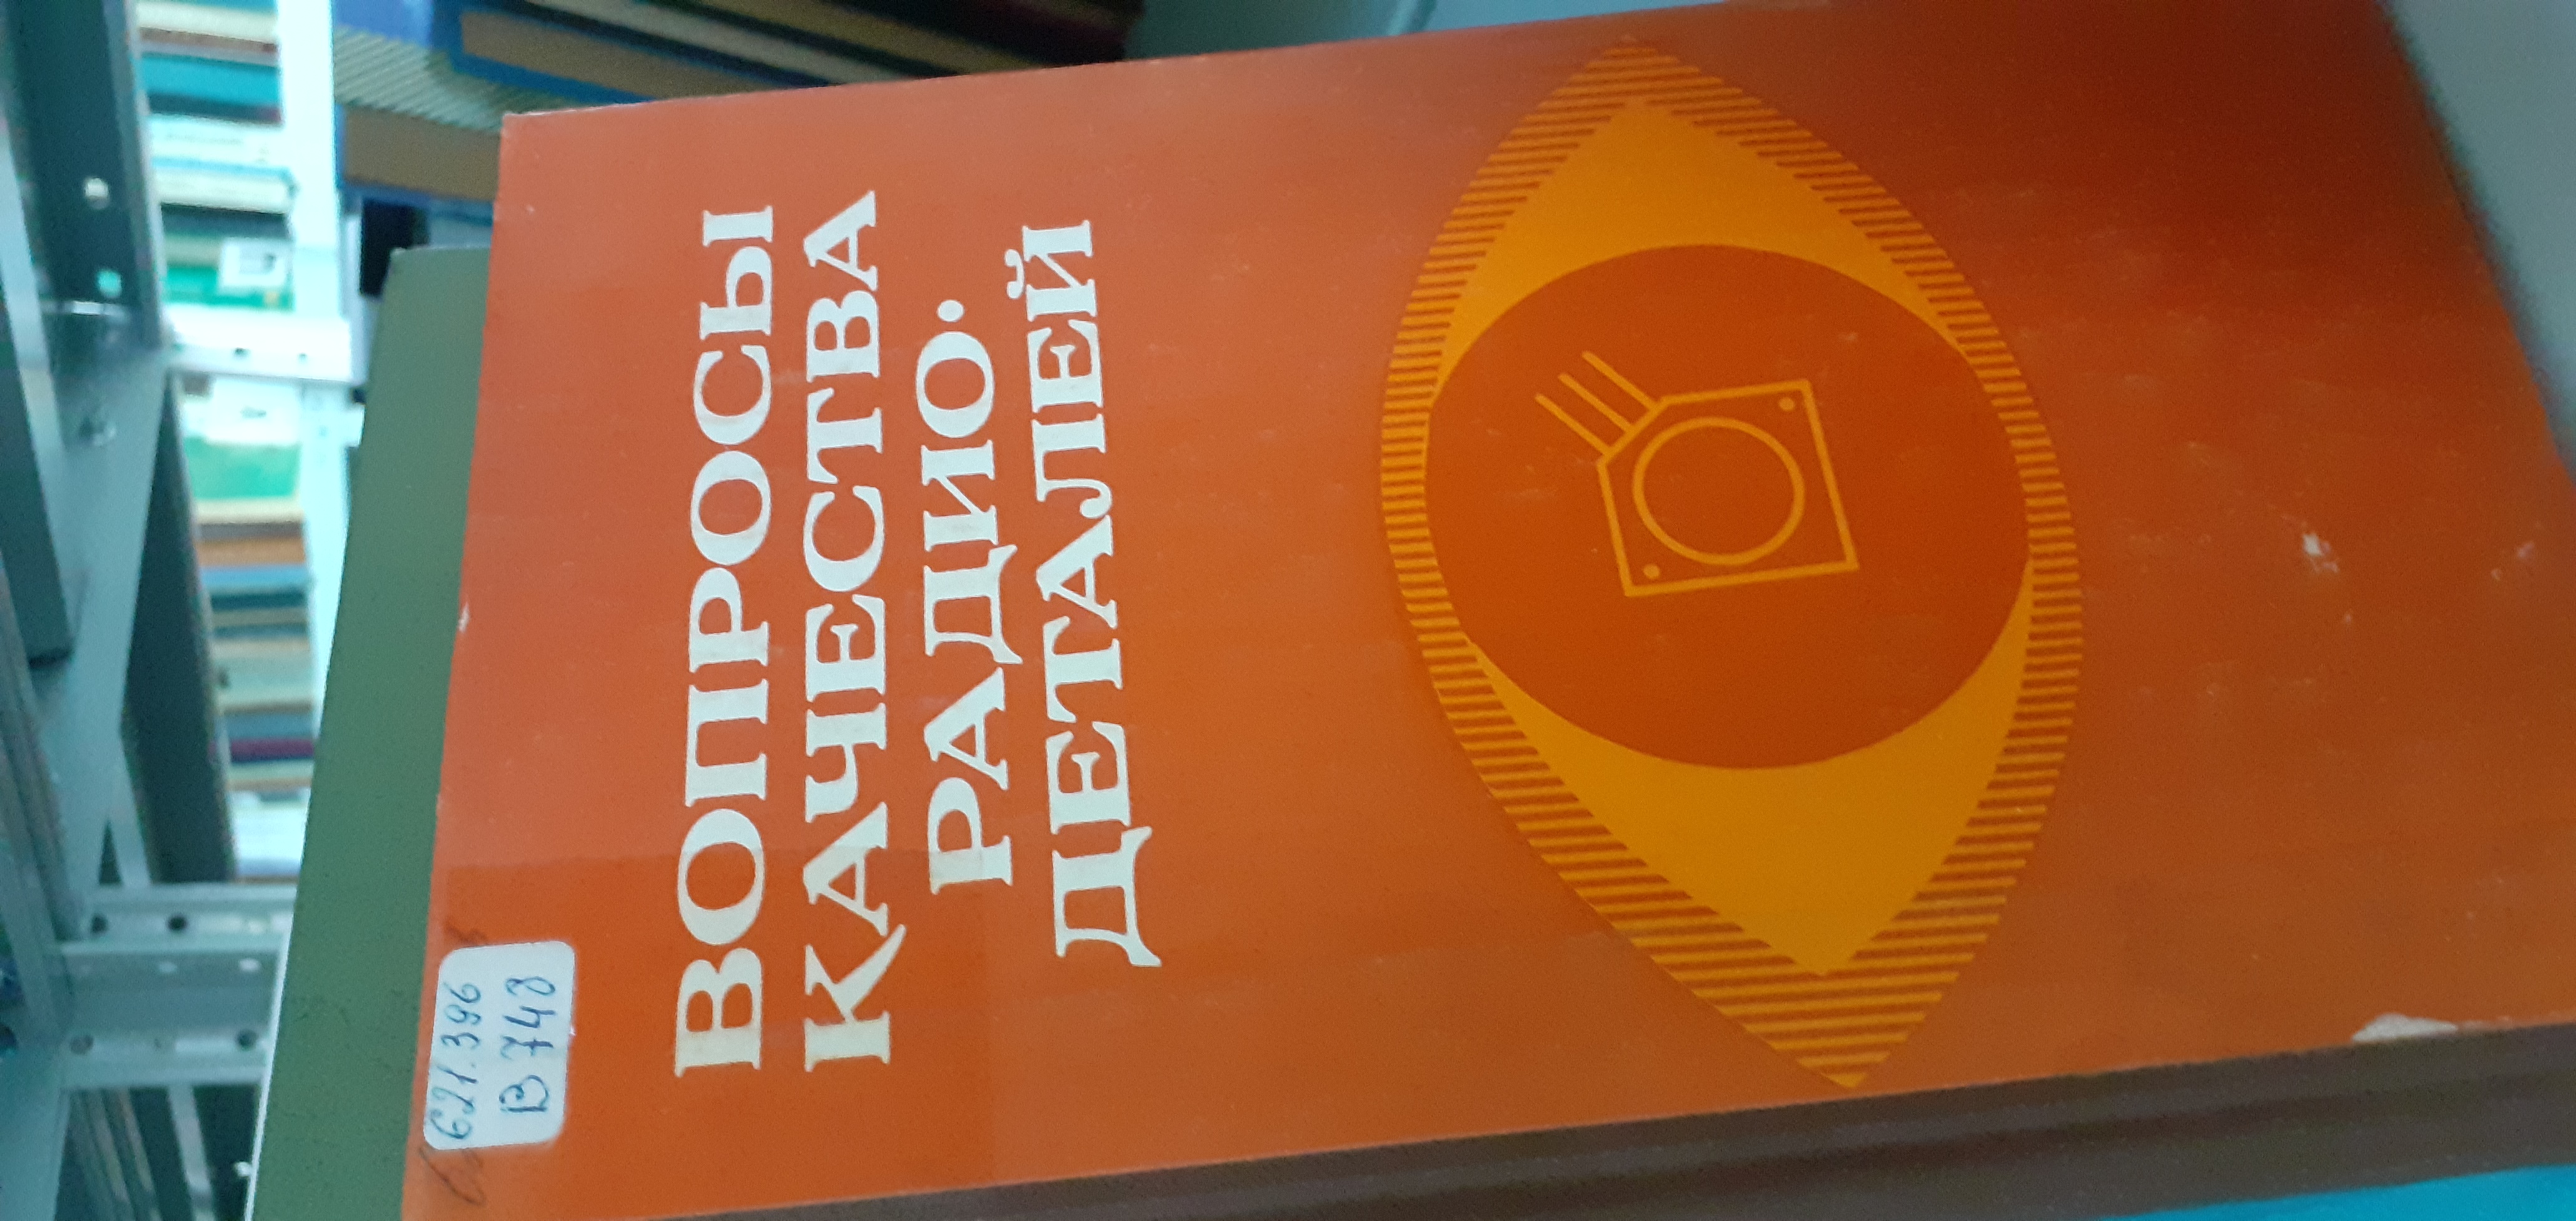 621.396
В 748
ВОПРОСЫ
КАЧЕСТВА
РАДИО·
ДЕТАЛЕЙ